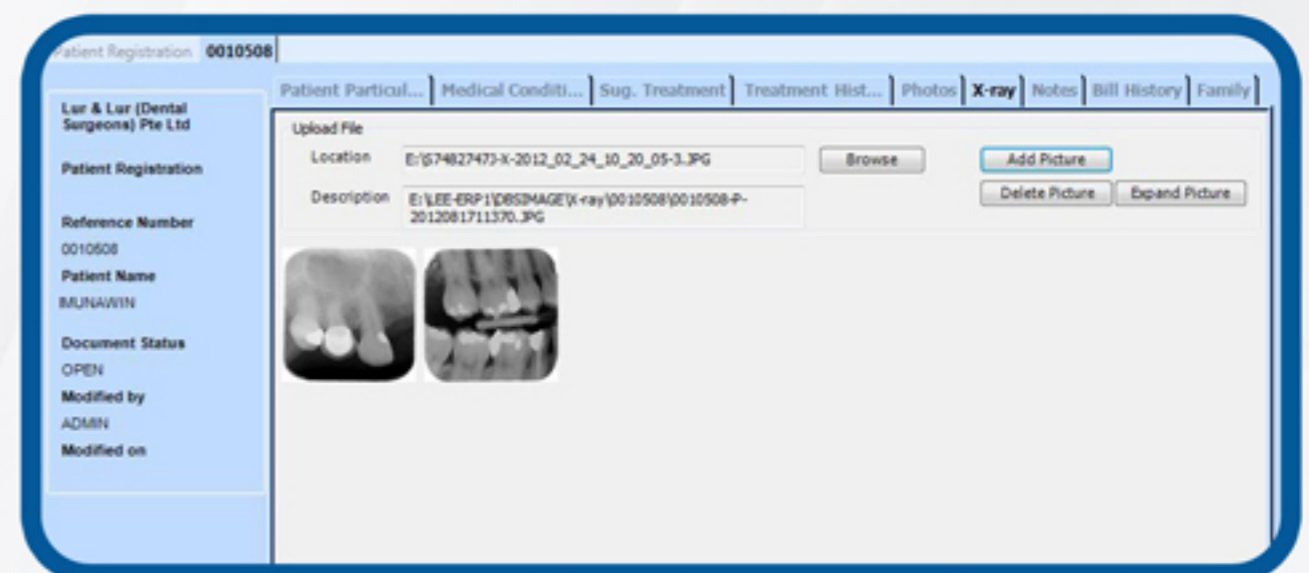 Patient Registration 0010508
Patient Particul... Medical Conditi... Sug. Treatment Treatment Hist... Photos X-ray Notes Bill History Family
Lur & Lur (Dental
Surgeons) Pte Ltd
Patient Registration
Reference Number
0010508
Patient Name
MUNAWIN
Document Status
OPEN
Modified by
ADMIN
Modified on
Upload File
Location E:\S7482747J-X-2012_02_24_10_20_05-3.JPG Browse Add Picture
Description E:\LEE-ERP1\DBSIMAGE\X-ray\0010508\0010508-P-
2012081711370.JPG
Delete Picture Expand Picture